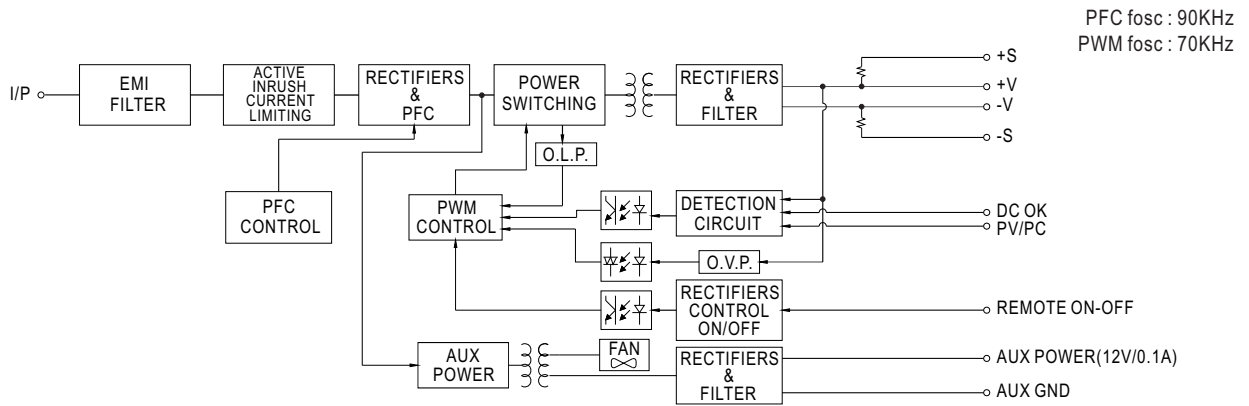 PFC fosc : 90KHz
PWM fosc : 70KHz
I/P
EMI
FILTER
ACTIVE
INRUSH
CURRENT
LIMITING
RECTIFIERS
&
PFC
POWER
SWITCHING
RECTIFIERS
&
FILTER
+S
+V
-V
-S
O.L.P.
PFC
CONTROL
PWM
CONTROL
DETECTION
CIRCUIT
DC OK
PV/PC
O.V.P.
RECTIFIERS
CONTROL
ON/OFF
REMOTE ON-OFF
AUX
POWER
FAN
RECTIFIERS
&
FILTER
AUX POWER(12V/0.1A)
AUX GND